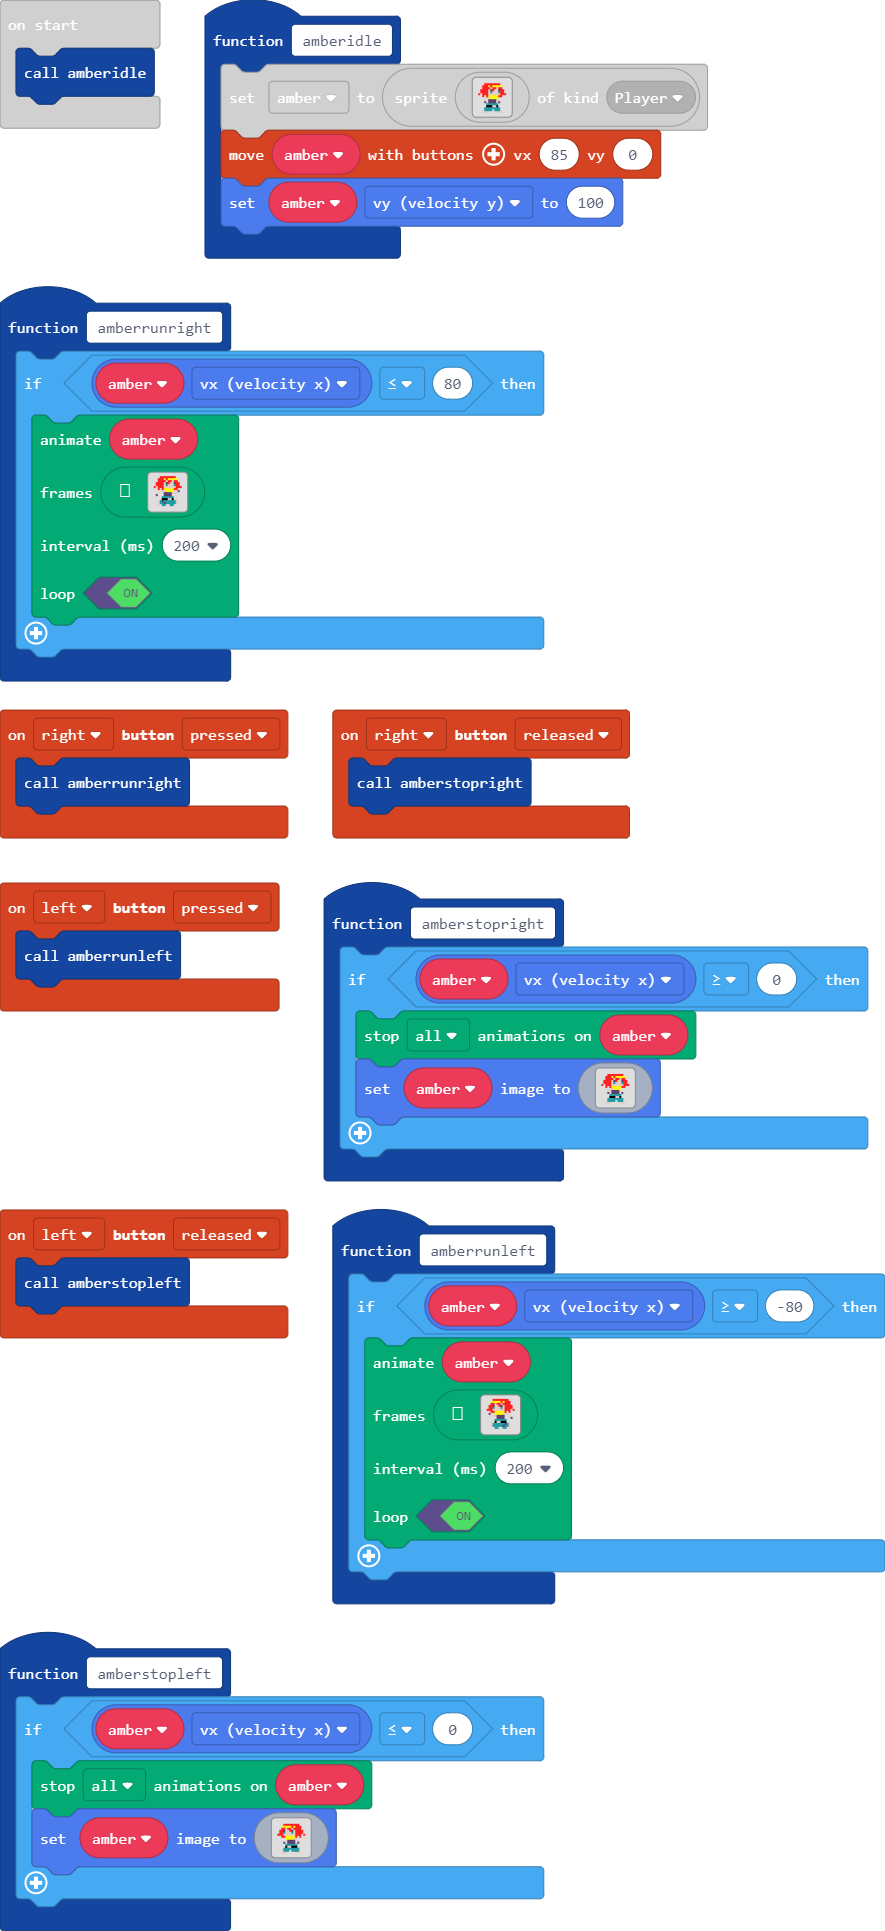 on start
call amberidle
function amberidle
set amber to sprite of kind Player
move amber with buttons vx 85 vy 0
set amber vy (velocity y) to 100
function amberrunright
if amber vx (velocity x) ≤ 80 then
animate amber
frames
interval (ms) 200
loop ON
on right button pressed
call amberrunright
on right button released
call amberstopright
on left button pressed
call amberrunleft
function amberstopright
if amber vx (velocity x) ≥ 0 then
stop all animations on amber
set amber image to
on left button released
call amberstopleft
function amberrunleft
if amber vx (velocity x) ≥ -80 then
animate amber
frames
interval (ms) 200
loop ON
function amberstopleft
if amber vx (velocity x) ≤ 0 then
stop all animations on amber
set amber image to